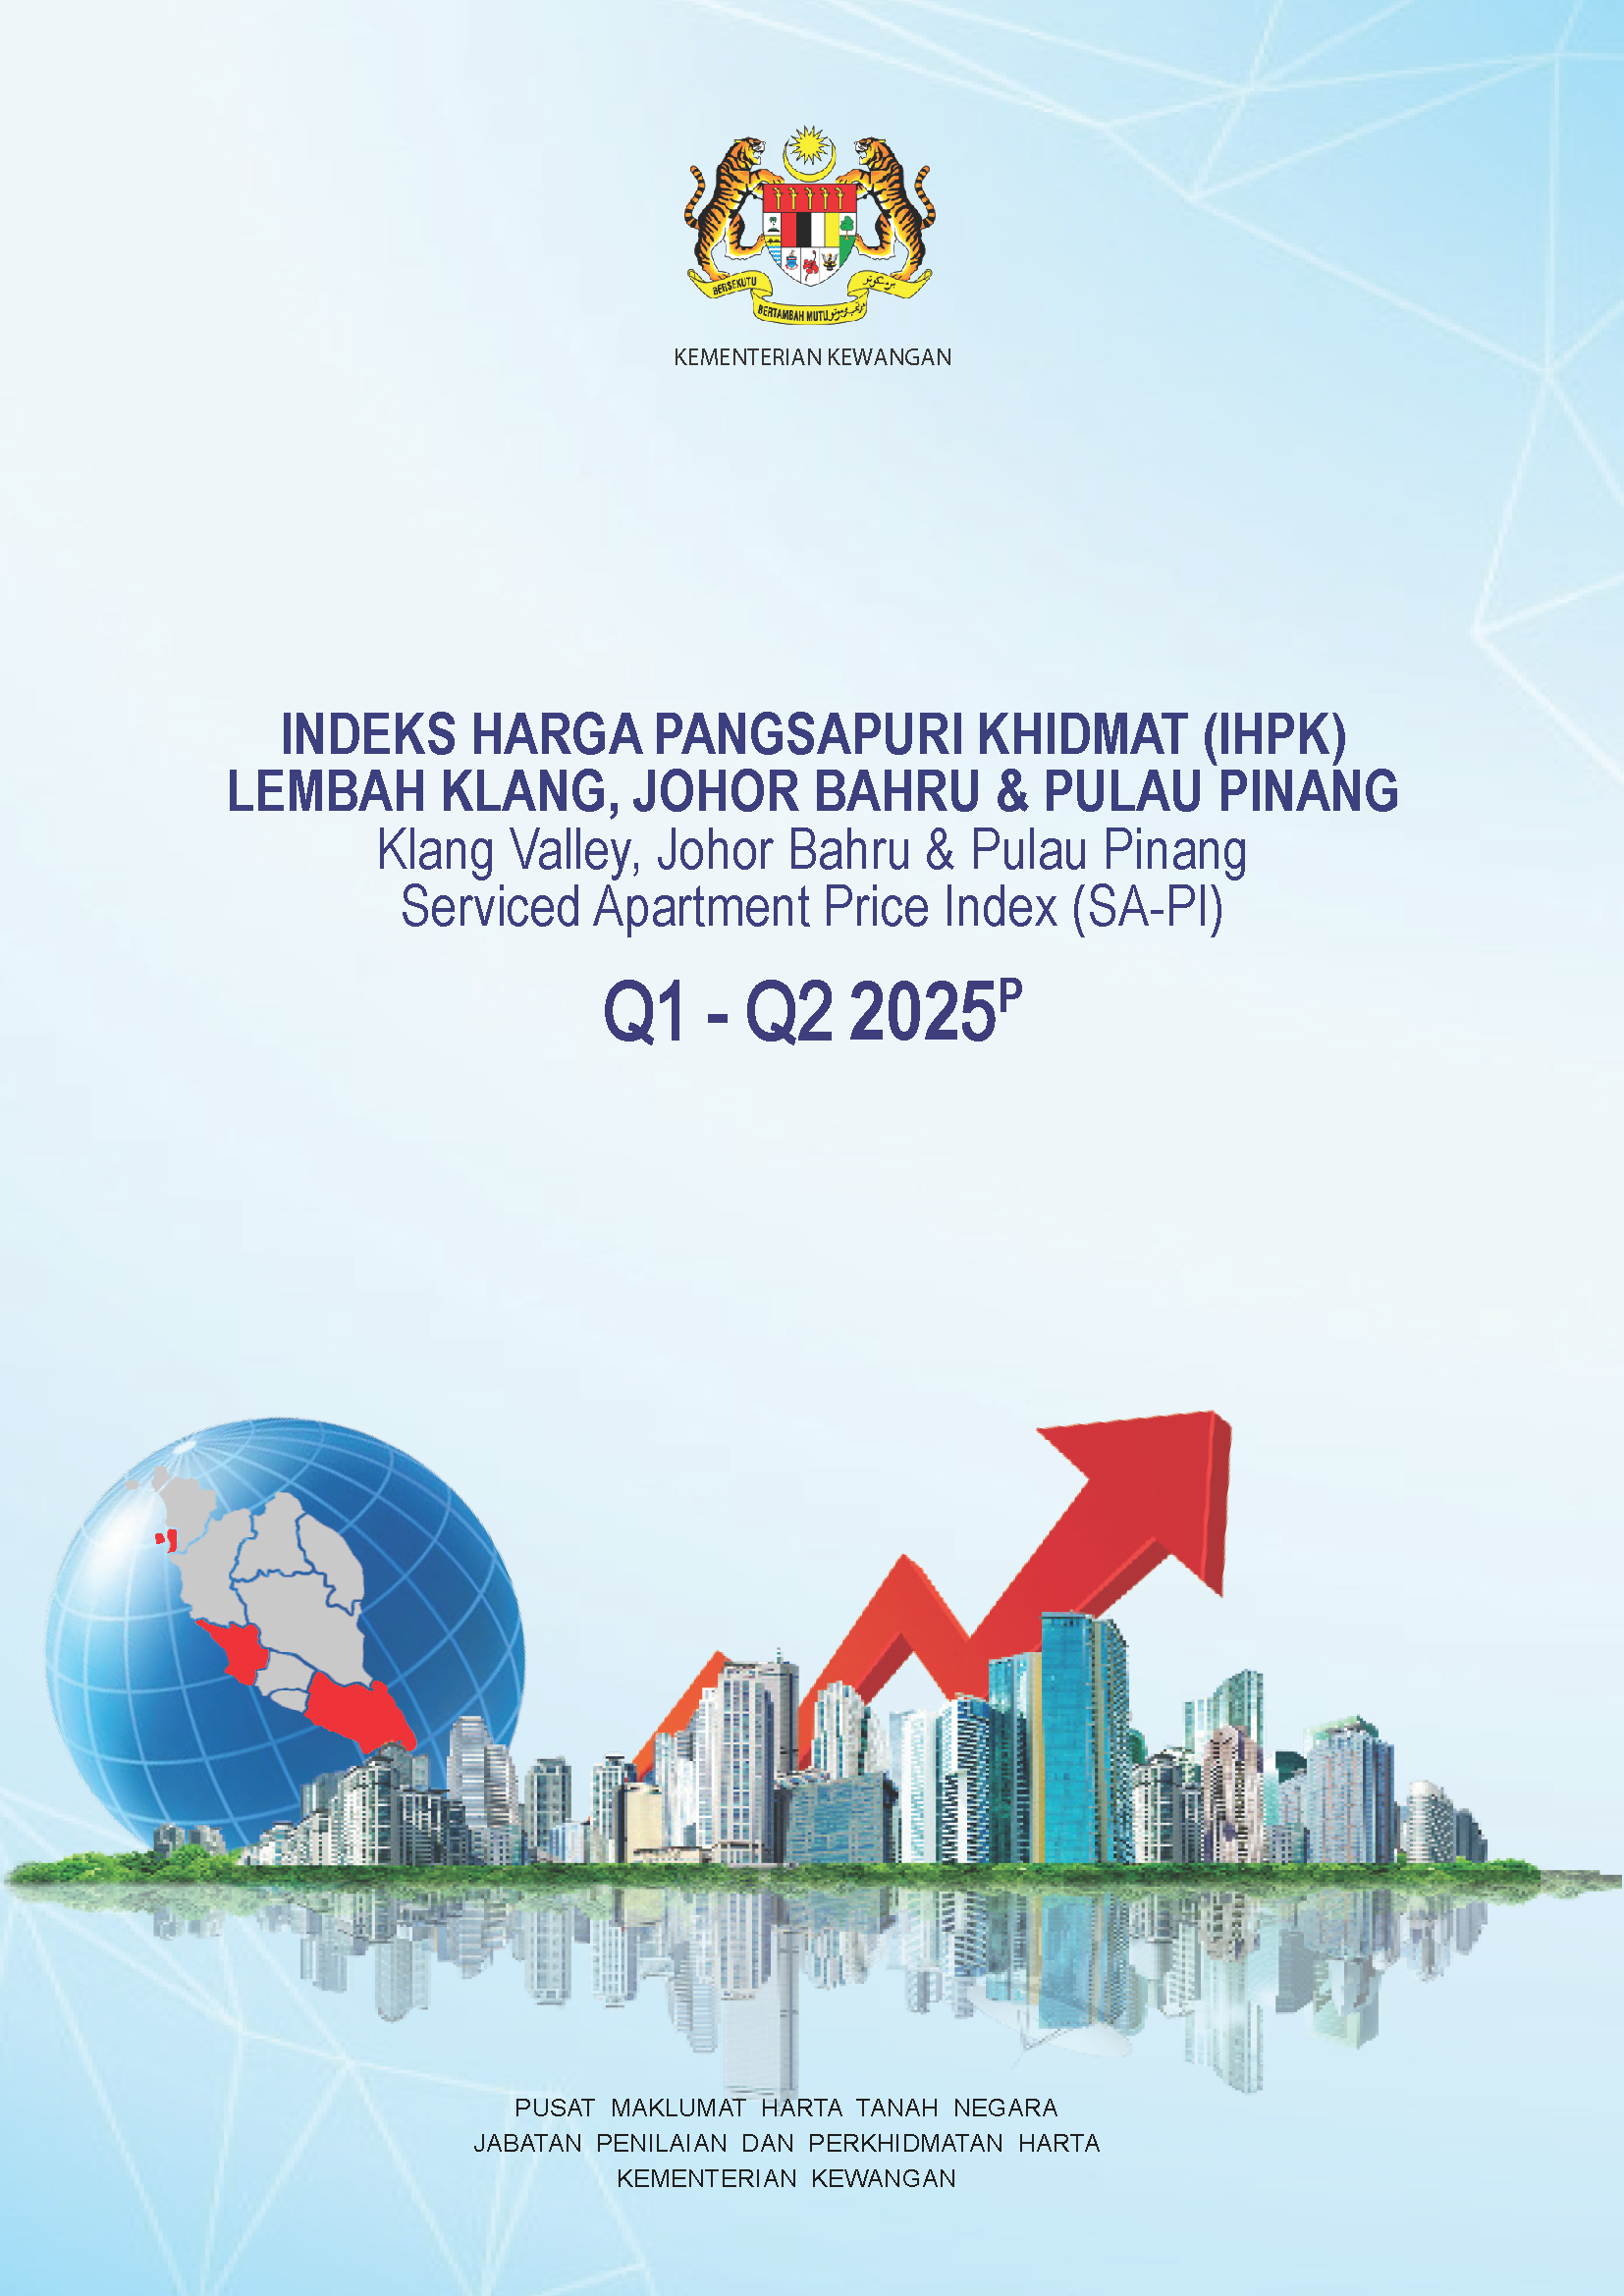 BERSEKUTU
BERTAMBAH MUTU
KEMENTERIAN KEWANGAN
INDEKS HARGA PANGSAPURI KHIDMAT (IHPK)
LEMBAH KLANG, JOHOR BAHRU & PULAU PINANG
Klang Valley, Johor Bahru & Pulau Pinang
Serviced Apartment Price Index (SA-PI)
Q1 - Q2 2025ᴾ
PUSAT MAKLUMAT HARTA TANAH NEGARA
JABATAN PENILAIAN DAN PERKHIDMATAN HARTA
KEMENTERIAN KEWANGAN